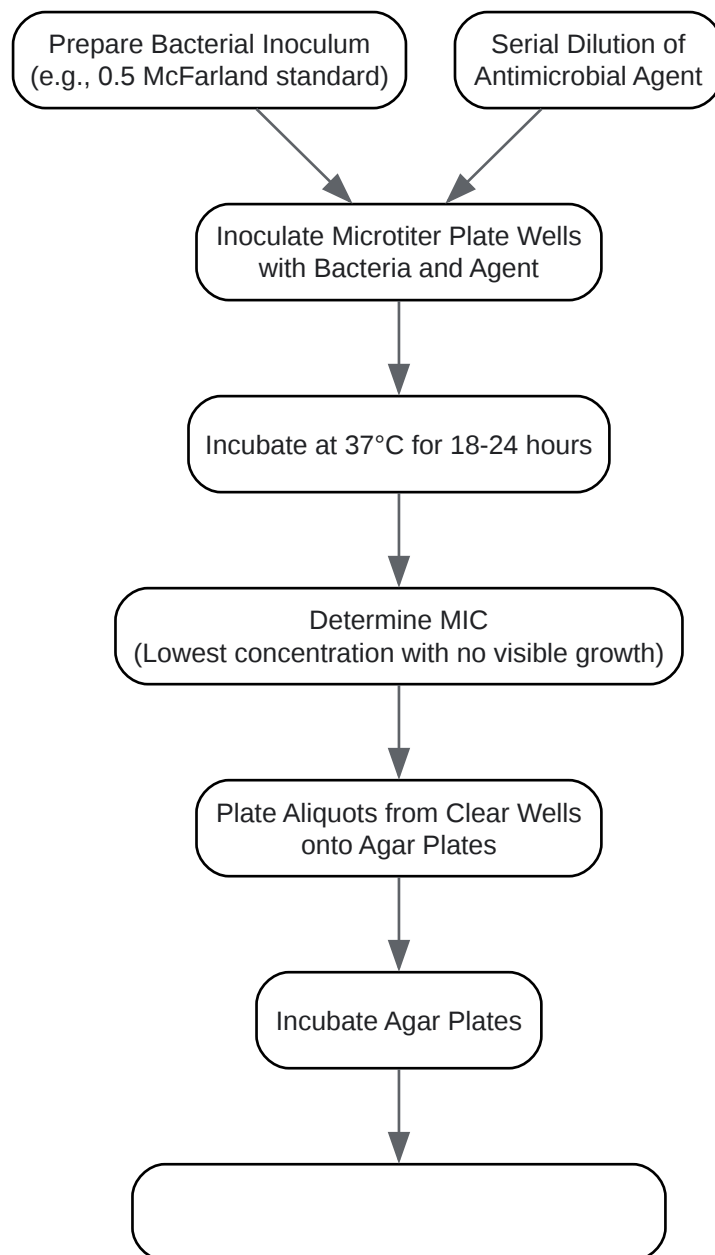 Prepare Bacterial Inoculum
(e.g., 0.5 McFarland standard)
Serial Dilution of
Antimicrobial Agent
Inoculate Microtiter Plate Wells
with Bacteria and Agent
Incubate at 37°C for 18-24 hours
Determine MIC
(Lowest concentration with no visible growth)
Plate Aliquots from Clear Wells
onto Agar Plates
Incubate Agar Plates